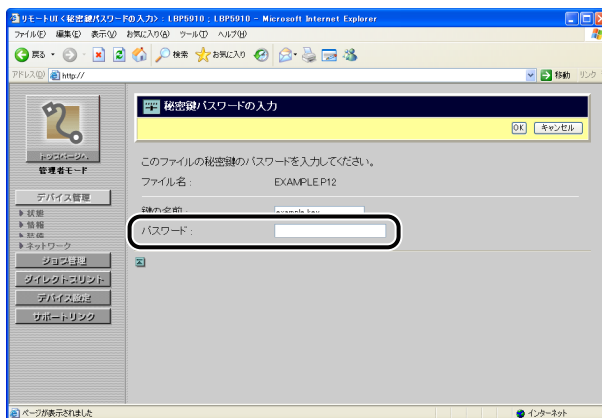 リモートUI <秘密鍵パスワードの入力> : LBP5910 ; LBP5910 - Microsoft Internet Explorer
ファイル(F) 編集(E) 表示(V) お気に入り(A) ツール(T) ヘルプ(H)
戻る 検索 お気に入り
アドレス(D) http:// 移動 リンク
秘密鍵パスワードの入力
OK キャンセル
トップページへ
管理者モード
このファイルの秘密鍵のパスワードを入力してください。
ファイル名 : EXAMPLE.P12
鍵の名前 : example key
パスワード :
デバイス管理
状態
情報
ネットワーク
ジョブ管理
ダイレクトプリント
デバイス設定
サポートリンク
ページが表示されました
インターネット